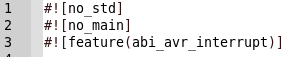 1 #![no_std]
2 #![no_main]
3 #![feature(abi_avr_interrupt)]